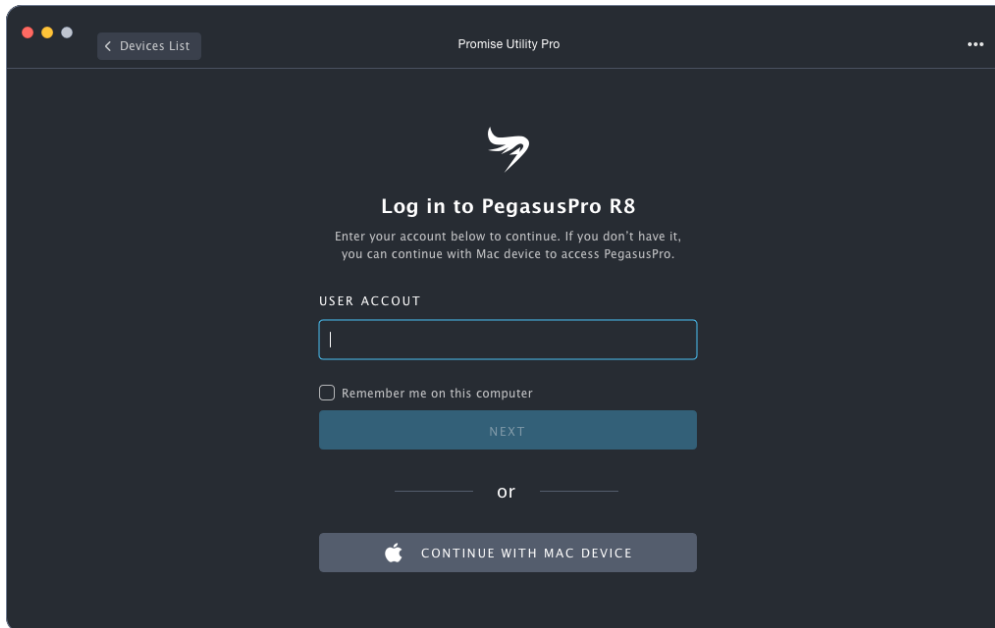 Devices List
Promise Utility Pro
Log in to PegasusPro R8
Enter your account below to continue. If you don't have it,
you can continue with Mac device to access PegasusPro.
USER ACCOUT
Remember me on this computer
NEXT
or
CONTINUE WITH MAC DEVICE